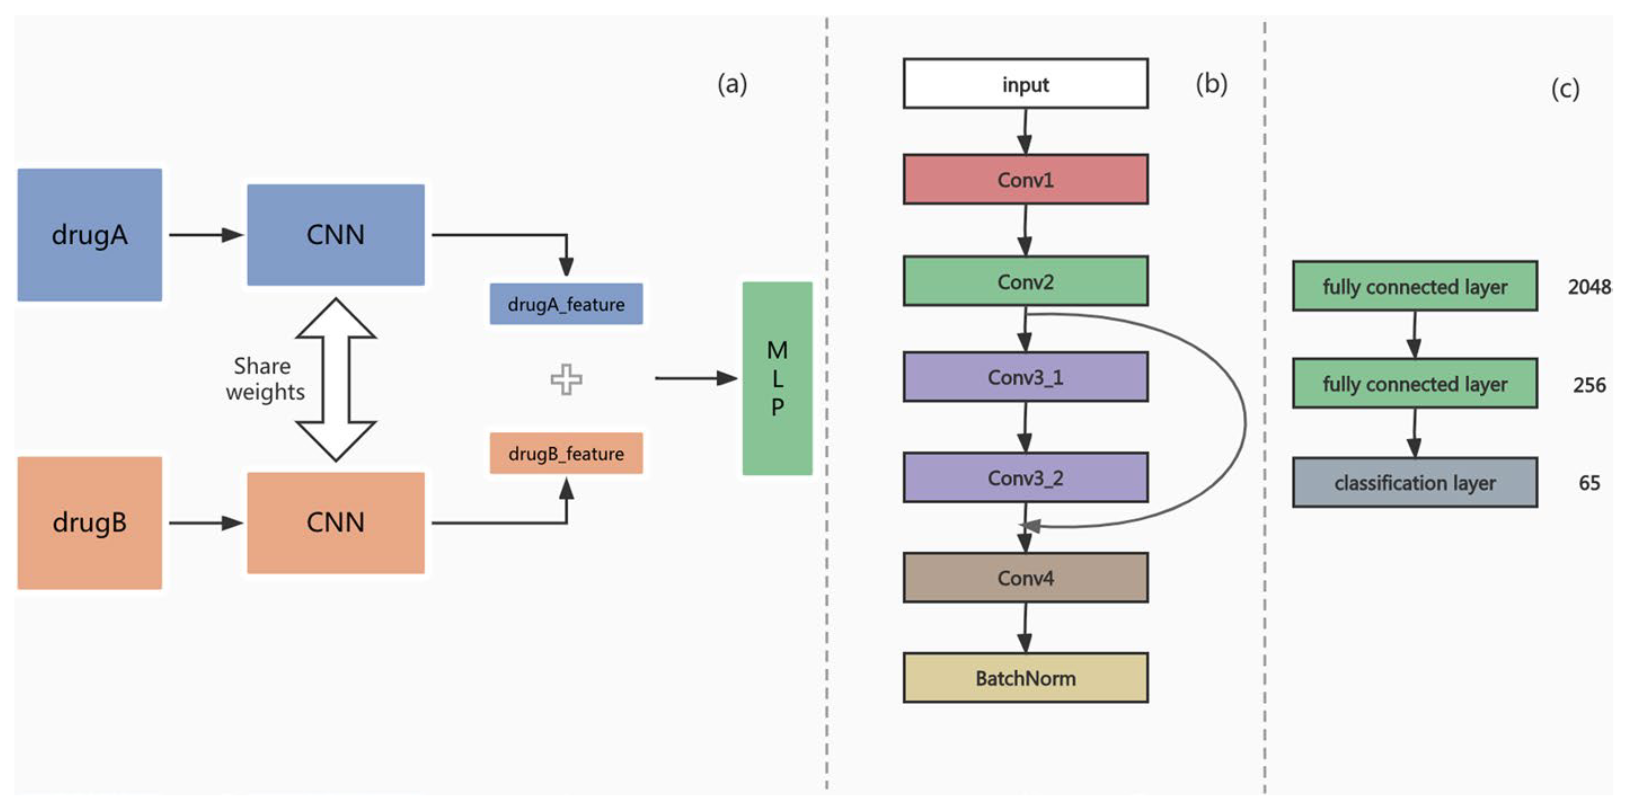 (a)
drugA
CNN
drugA_feature
Share
weights
M
L
P
drugB_feature
drugB
CNN
(b)
input
Conv1
Conv2
Conv3_1
Conv3_2
Conv4
BatchNorm
(c)
fully connected layer 2048
fully connected layer 256
classification layer 65